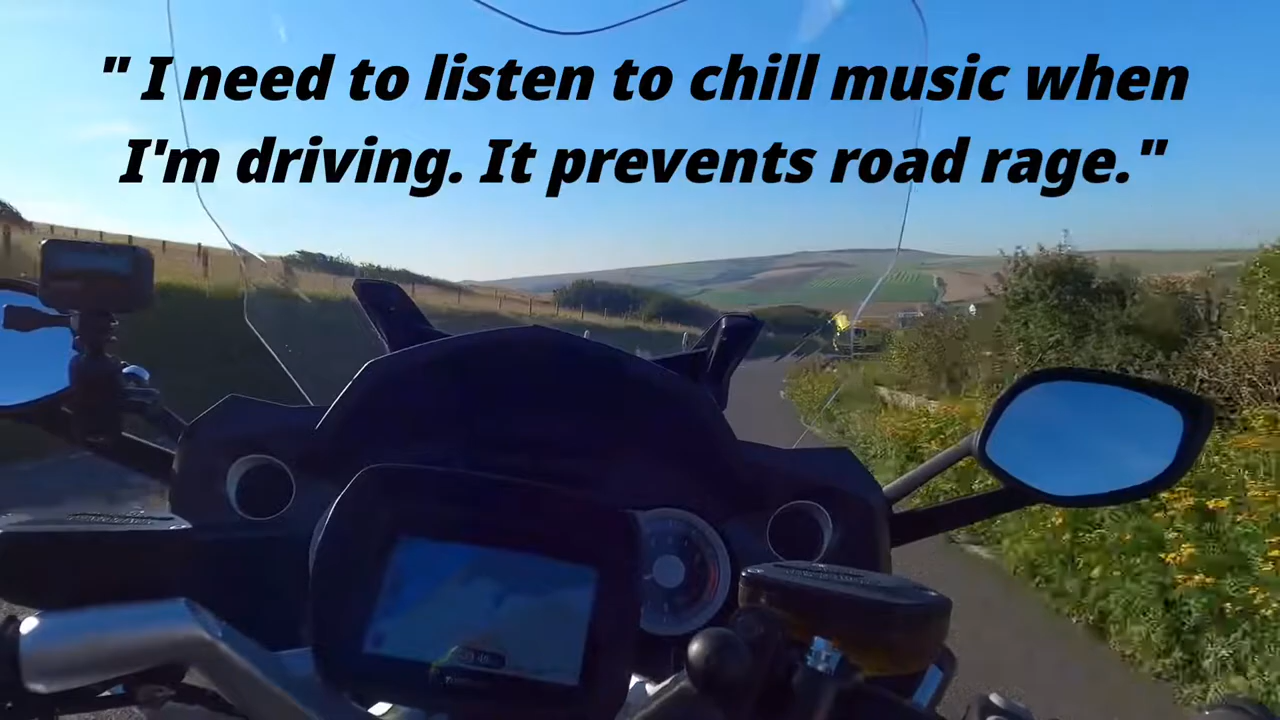 " I need to listen to chill music when
I'm driving. It prevents road rage."